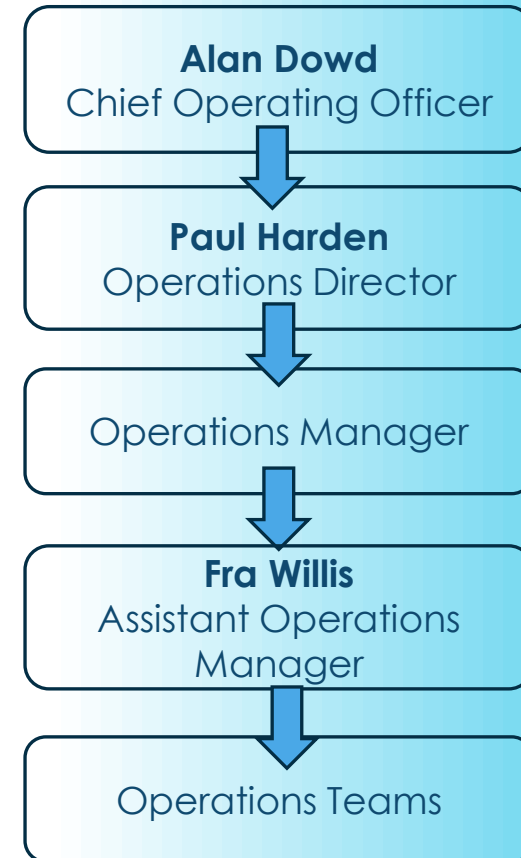 Alan Dowd
Chief Operating Officer
Paul Harden
Operations Director
Operations Manager
Fra Willis
Assistant Operations
Manager
Operations Teams